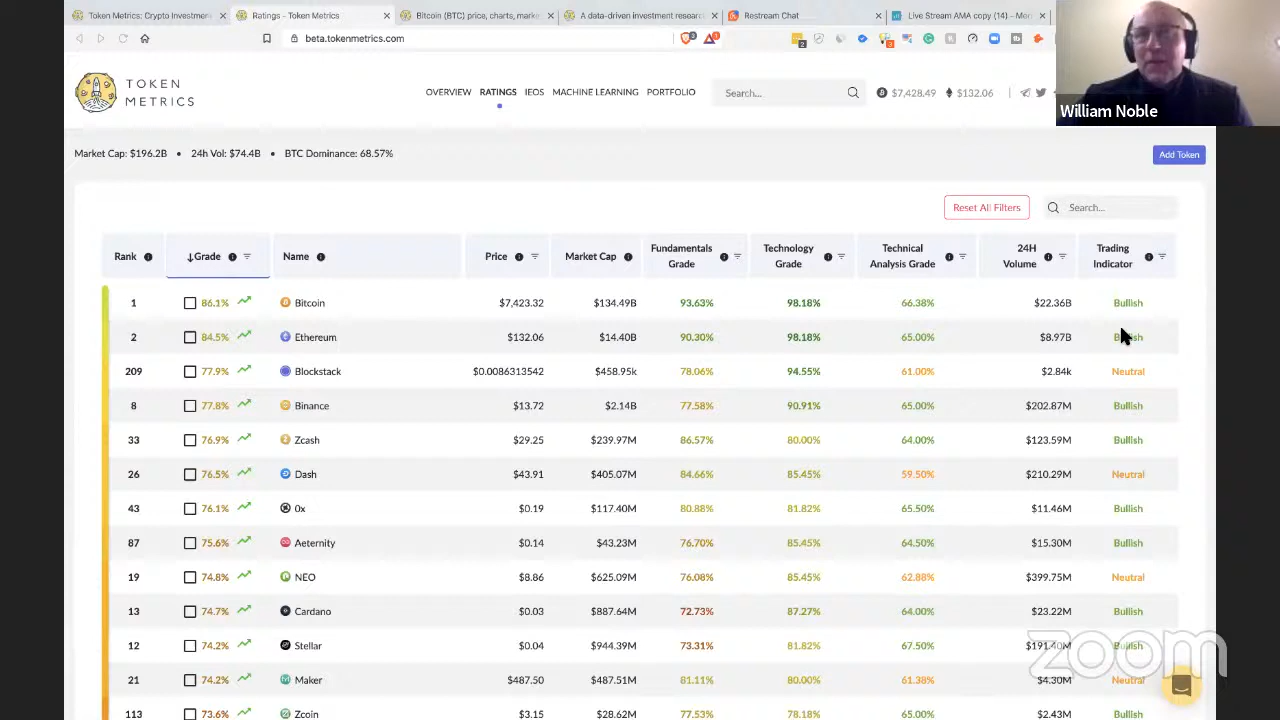 Token Metrics: Crypto Investment
Ratings - Token Metrics
Bitcoin (BTC) price, charts, market
A data-driven investment research
Restream Chat
Live Stream AMA copy (14) - Mer
beta.tokenmetrics.com
William Noble
TOKEN
METRICS
OVERVIEW RATINGS IEOS MACHINE LEARNING PORTFOLIO
Search...
$7,428.49 $132.06
Market Cap: $196.2B • 24h Vol: $74.4B • BTC Dominance: 68.57%
Add Token
Reset All Filters
Search...
Rank ↓Grade Name Price Market Cap Fundamentals Grade Technology Grade Technical Analysis Grade 24H Volume Trading Indicator
1 86.1% Bitcoin $7,423.32 $134.49B 93.63% 98.18% 66.38% $22.36B Bullish
2 84.5% Ethereum $132.06 $14.40B 90.30% 98.18% 65.00% $8.97B Bullish
209 77.9% Blockstack $0.0086313542 $458.95k 78.06% 94.55% 61.00% $2.84k Neutral
8 77.8% Binance $13.72 $2.14B 77.58% 90.91% 65.00% $202.87M Bullish
33 76.9% Zcash $29.25 $239.97M 86.57% 80.00% 64.00% $123.59M Bullish
26 76.5% Dash $43.91 $405.07M 84.66% 85.45% 59.50% $210.29M Neutral
43 76.1% 0x $0.19 $117.40M 80.88% 81.82% 65.50% $11.46M Bullish
87 75.6% Aeternity $0.14 $43.23M 76.70% 85.45% 64.50% $15.30M Bullish
19 74.8% NEO $8.86 $625.09M 76.08% 85.45% 62.88% $399.75M Neutral
13 74.7% Cardano $0.03 $887.64M 72.73% 87.27% 64.00% $23.22M Bullish
12 74.2% Stellar $0.04 $944.39M 73.31% 81.82% 67.50% $191.40M Bullish
21 74.2% Maker $487.50 $487.51M 81.11% 80.00% 61.38% $4.30M Neutral
113 73.6% Zcoin $3.15 $28.62M 77.53% 78.18% 65.00% $2.43M Bullish
zoom